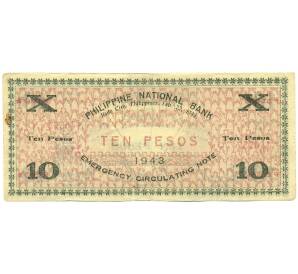 PHILIPPINE NATIONAL BANK
X X
Ten Pesos Ten Pesos
TEN PESOS
1943
10 10
EMERGENCY CIRCULATING NOTE